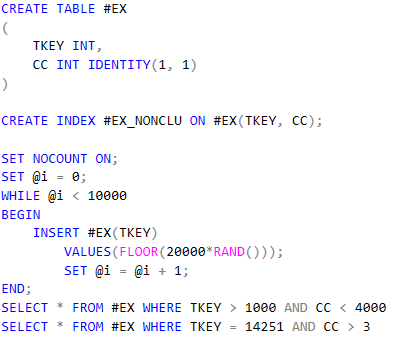 CREATE TABLE #EX
(
    TKEY INT,
    CC INT IDENTITY(1, 1)
)

CREATE INDEX #EX_NONCLU ON #EX(TKEY, CC);

SET NOCOUNT ON;
SET @i = 0;
WHILE @i < 10000
BEGIN
    INSERT #EX(TKEY)
        VALUES(FLOOR(20000*RAND()));
        SET @i = @i + 1;
END;
SELECT * FROM #EX WHERE TKEY > 1000 AND CC < 4000
SELECT * FROM #EX WHERE TKEY = 14251 AND CC > 3